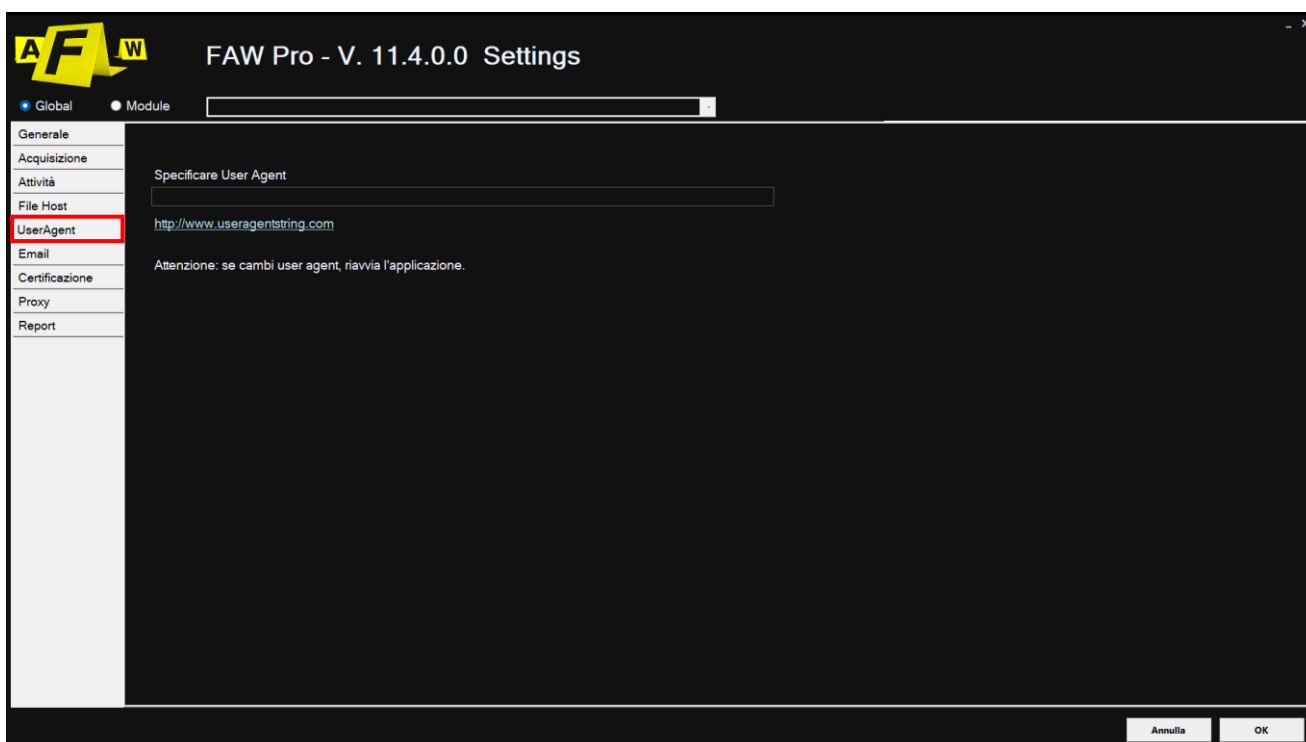 A F W
FAW Pro - V. 11.4.0.0 Settings
Global
Module
Generale
Acquisizione
Attività
File Host
UserAgent
Email
Certificazione
Proxy
Report
Specificare User Agent
http://www.useragentstring.com
Attenzione: se cambi user agent, riavvia l'applicazione.
Annulla
OK